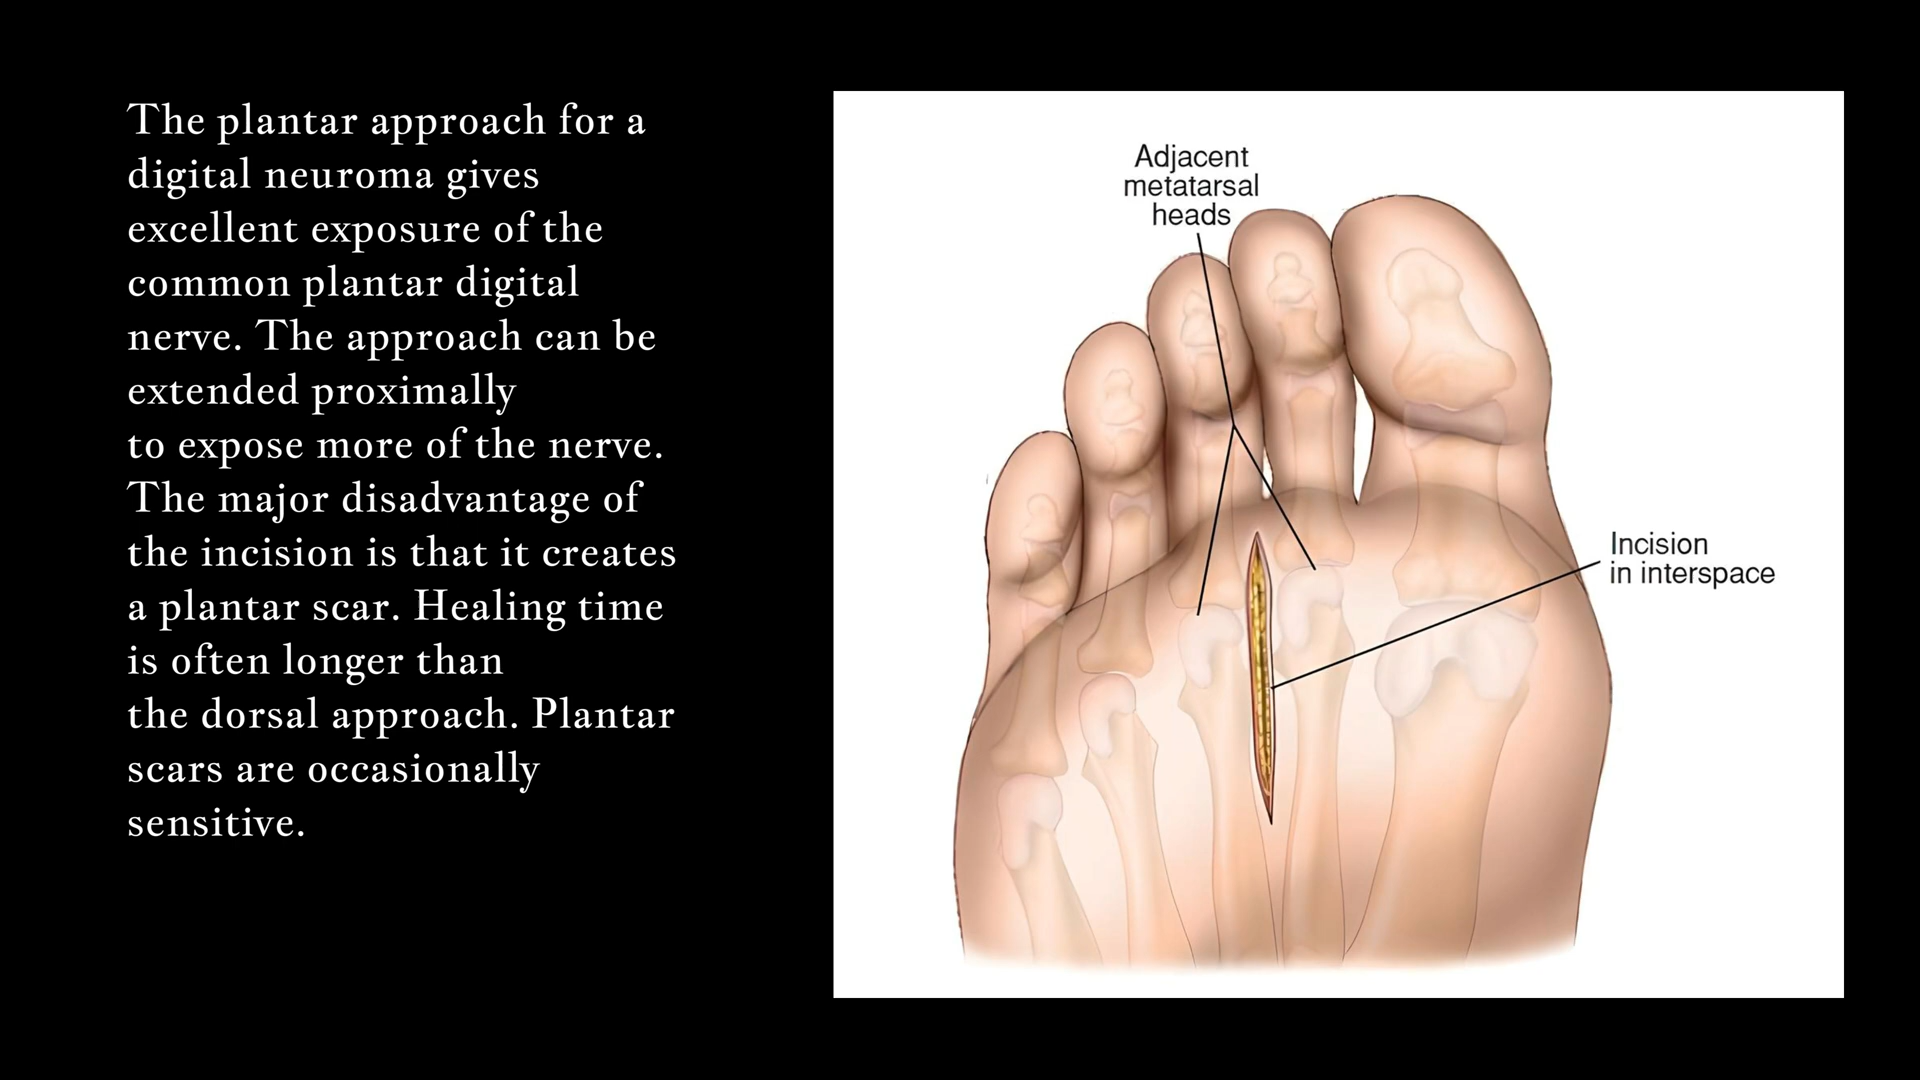 The plantar approach for a
digital neuroma gives
excellent exposure of the
common plantar digital
nerve. The approach can be
extended proximally
to expose more of the nerve.
The major disadvantage of
the incision is that it creates
a plantar scar. Healing time
is often longer than
the dorsal approach. Plantar
scars are occasionally
sensitive.
Adjacent
metatarsal
heads
Incision
in interspace